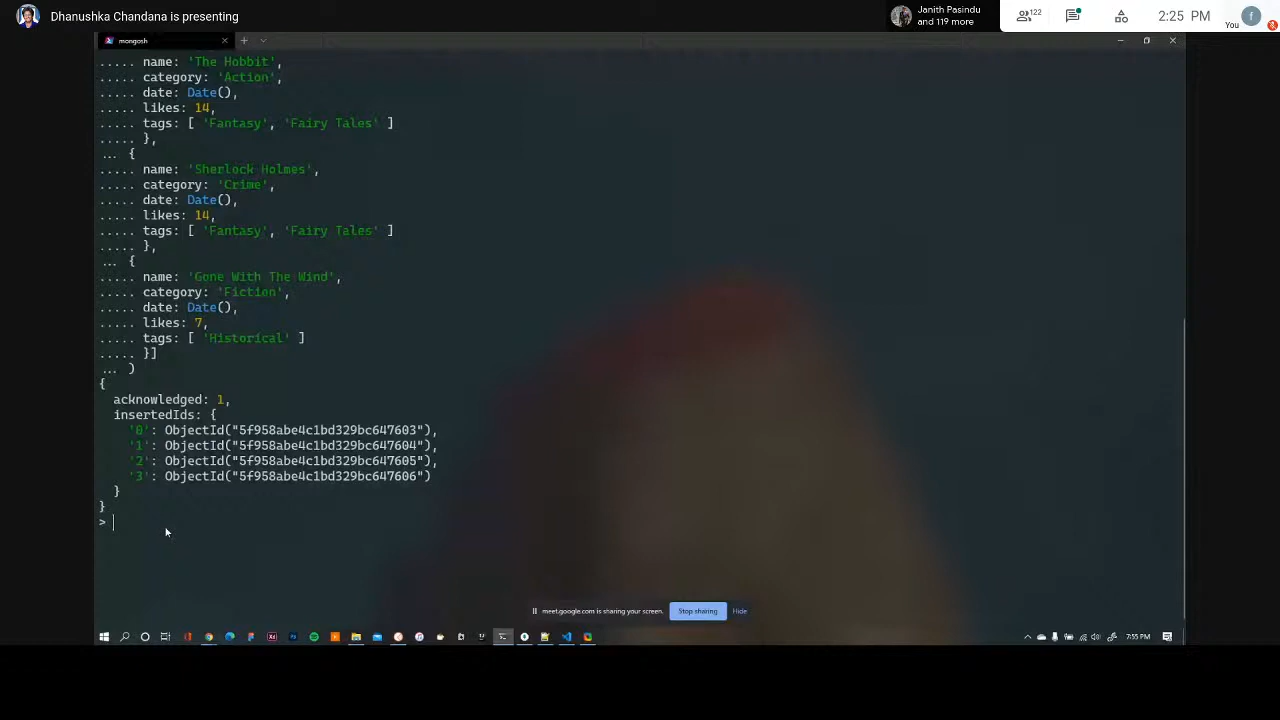 Dhanushka Chandana is presenting
Janith Pasindu
and 119 more
122
2:25 PM
f
You
mongosh
..... name: 'The Hobbit',
..... category: 'Action',
..... date: Date(),
..... likes: 14,
..... tags: [ 'Fantasy', 'Fairy Tales' ]
..... },
... {
..... name: 'Sherlock Holmes',
..... category: 'Crime',
..... date: Date(),
..... likes: 14,
..... tags: [ 'Fantasy', 'Fairy Tales' ]
..... },
... {
..... name: 'Gone With The Wind',
..... category: 'Fiction',
..... date: Date(),
..... likes: 7,
..... tags: [ 'Historical' ]
..... }]
... )
{
acknowledged: 1,
insertedIds: {
'0': ObjectId("5f958abe4c1bd329bc647603"),
'1': ObjectId("5f958abe4c1bd329bc647604"),
'2': ObjectId("5f958abe4c1bd329bc647605"),
'3': ObjectId("5f958abe4c1bd329bc647606")
}
}
>
meet.google.com is sharing your screen.
Stop sharing
Hide
7:55 PM